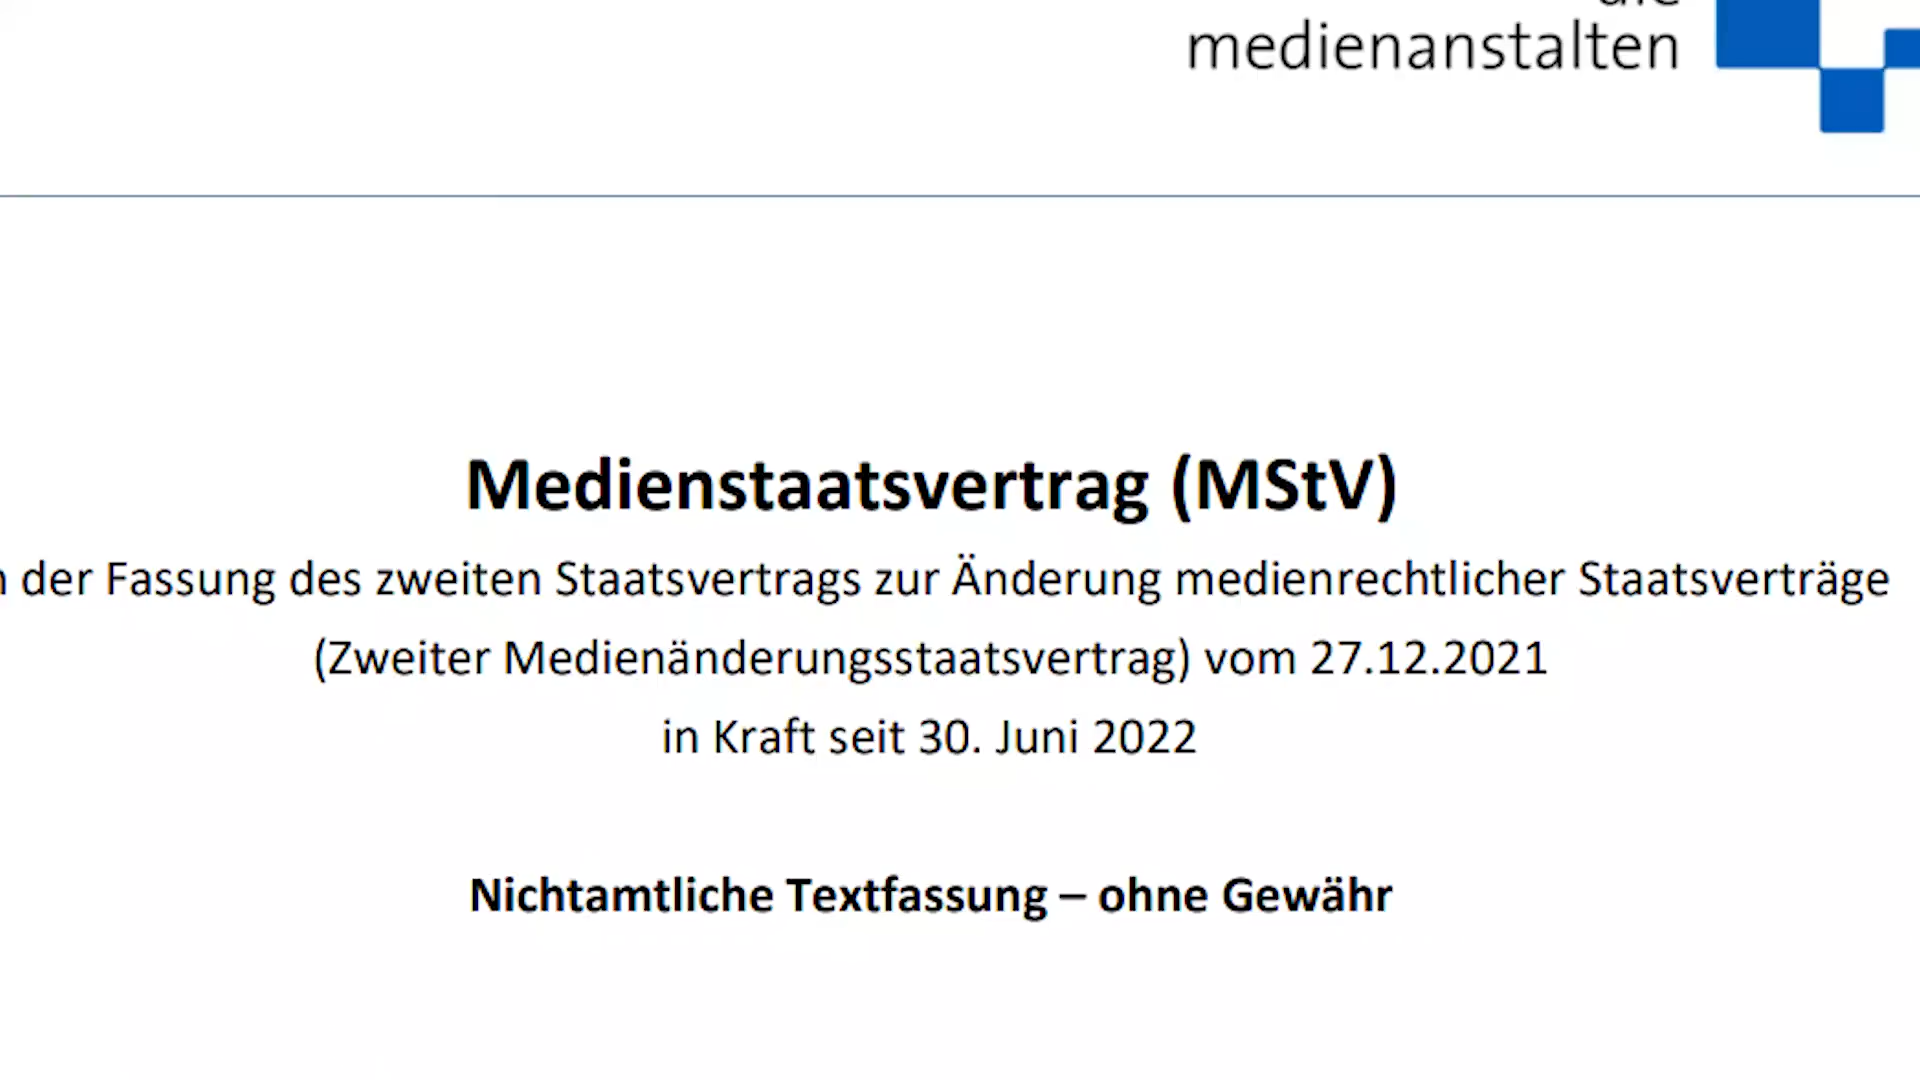 die
medienanstalten
Medienstaatsvertrag (MStV)
der Fassung des zweiten Staatsvertrags zur Änderung medienrechtlicher Staatsverträge
(Zweiter Medienänderungsstaatsvertrag) vom 27.12.2021
in Kraft seit 30. Juni 2022
Nichtamtliche Textfassung – ohne Gewähr